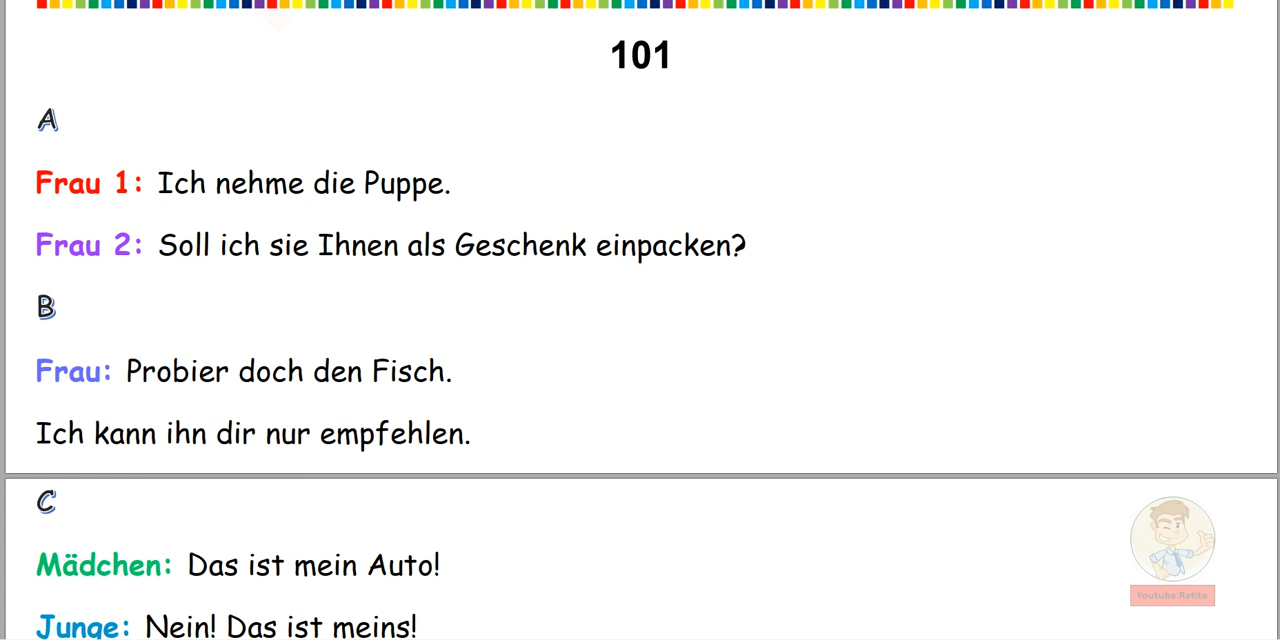 101
A
Frau 1: Ich nehme die Puppe.
Frau 2: Soll ich sie Ihnen als Geschenk einpacken?
B
Frau: Probier doch den Fisch.
Ich kann ihn dir nur empfehlen.
C
Mädchen: Das ist mein Auto!
Youtube:Ratito
Junge: Nein! Das ist meins!